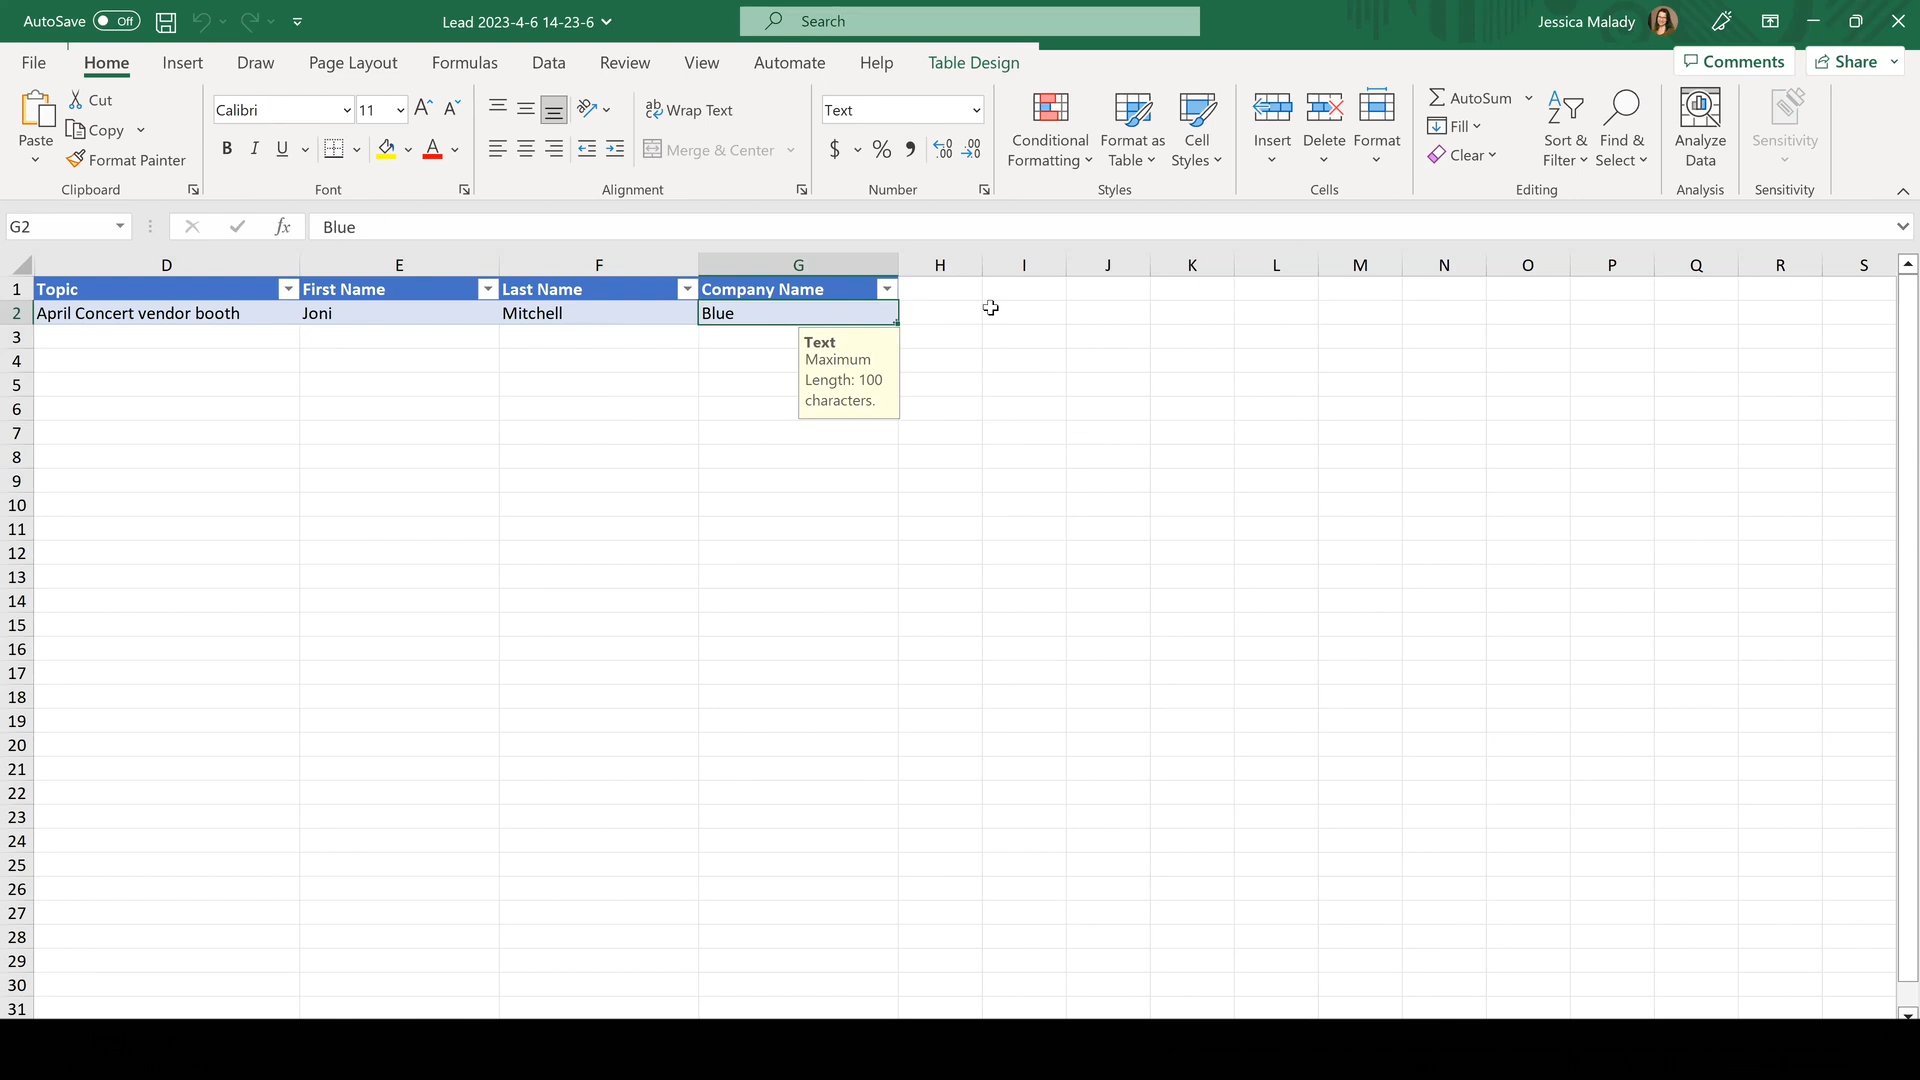 AutoSave Off Lead 2023-4-6 14-23-6 Search Jessica Malady
File Home Insert Draw Page Layout Formulas Data Review View Automate Help Table Design Comments Share
Paste Cut Copy Format Painter Clipboard
Calibri 11 B I U A Font
Wrap Text Merge & Center Alignment
Text $ % Number
Conditional Formatting Format as Table Cell Styles Styles
Insert Delete Format Cells
AutoSum Fill Clear Sort & Filter Find & Select Editing
Analyze Data Analysis
Sensitivity Sensitivity
G2 fx Blue
D E F G H I J K L M N O P Q R S
1 Topic First Name Last Name Company Name
2 April Concert vendor booth Joni Mitchell Blue
3
Text
Maximum
4
Length: 100
5
characters.
6
7
8
9
10
11
12
13
14
15
16
17
18
19
20
21
22
23
24
25
26
27
28
29
30
31